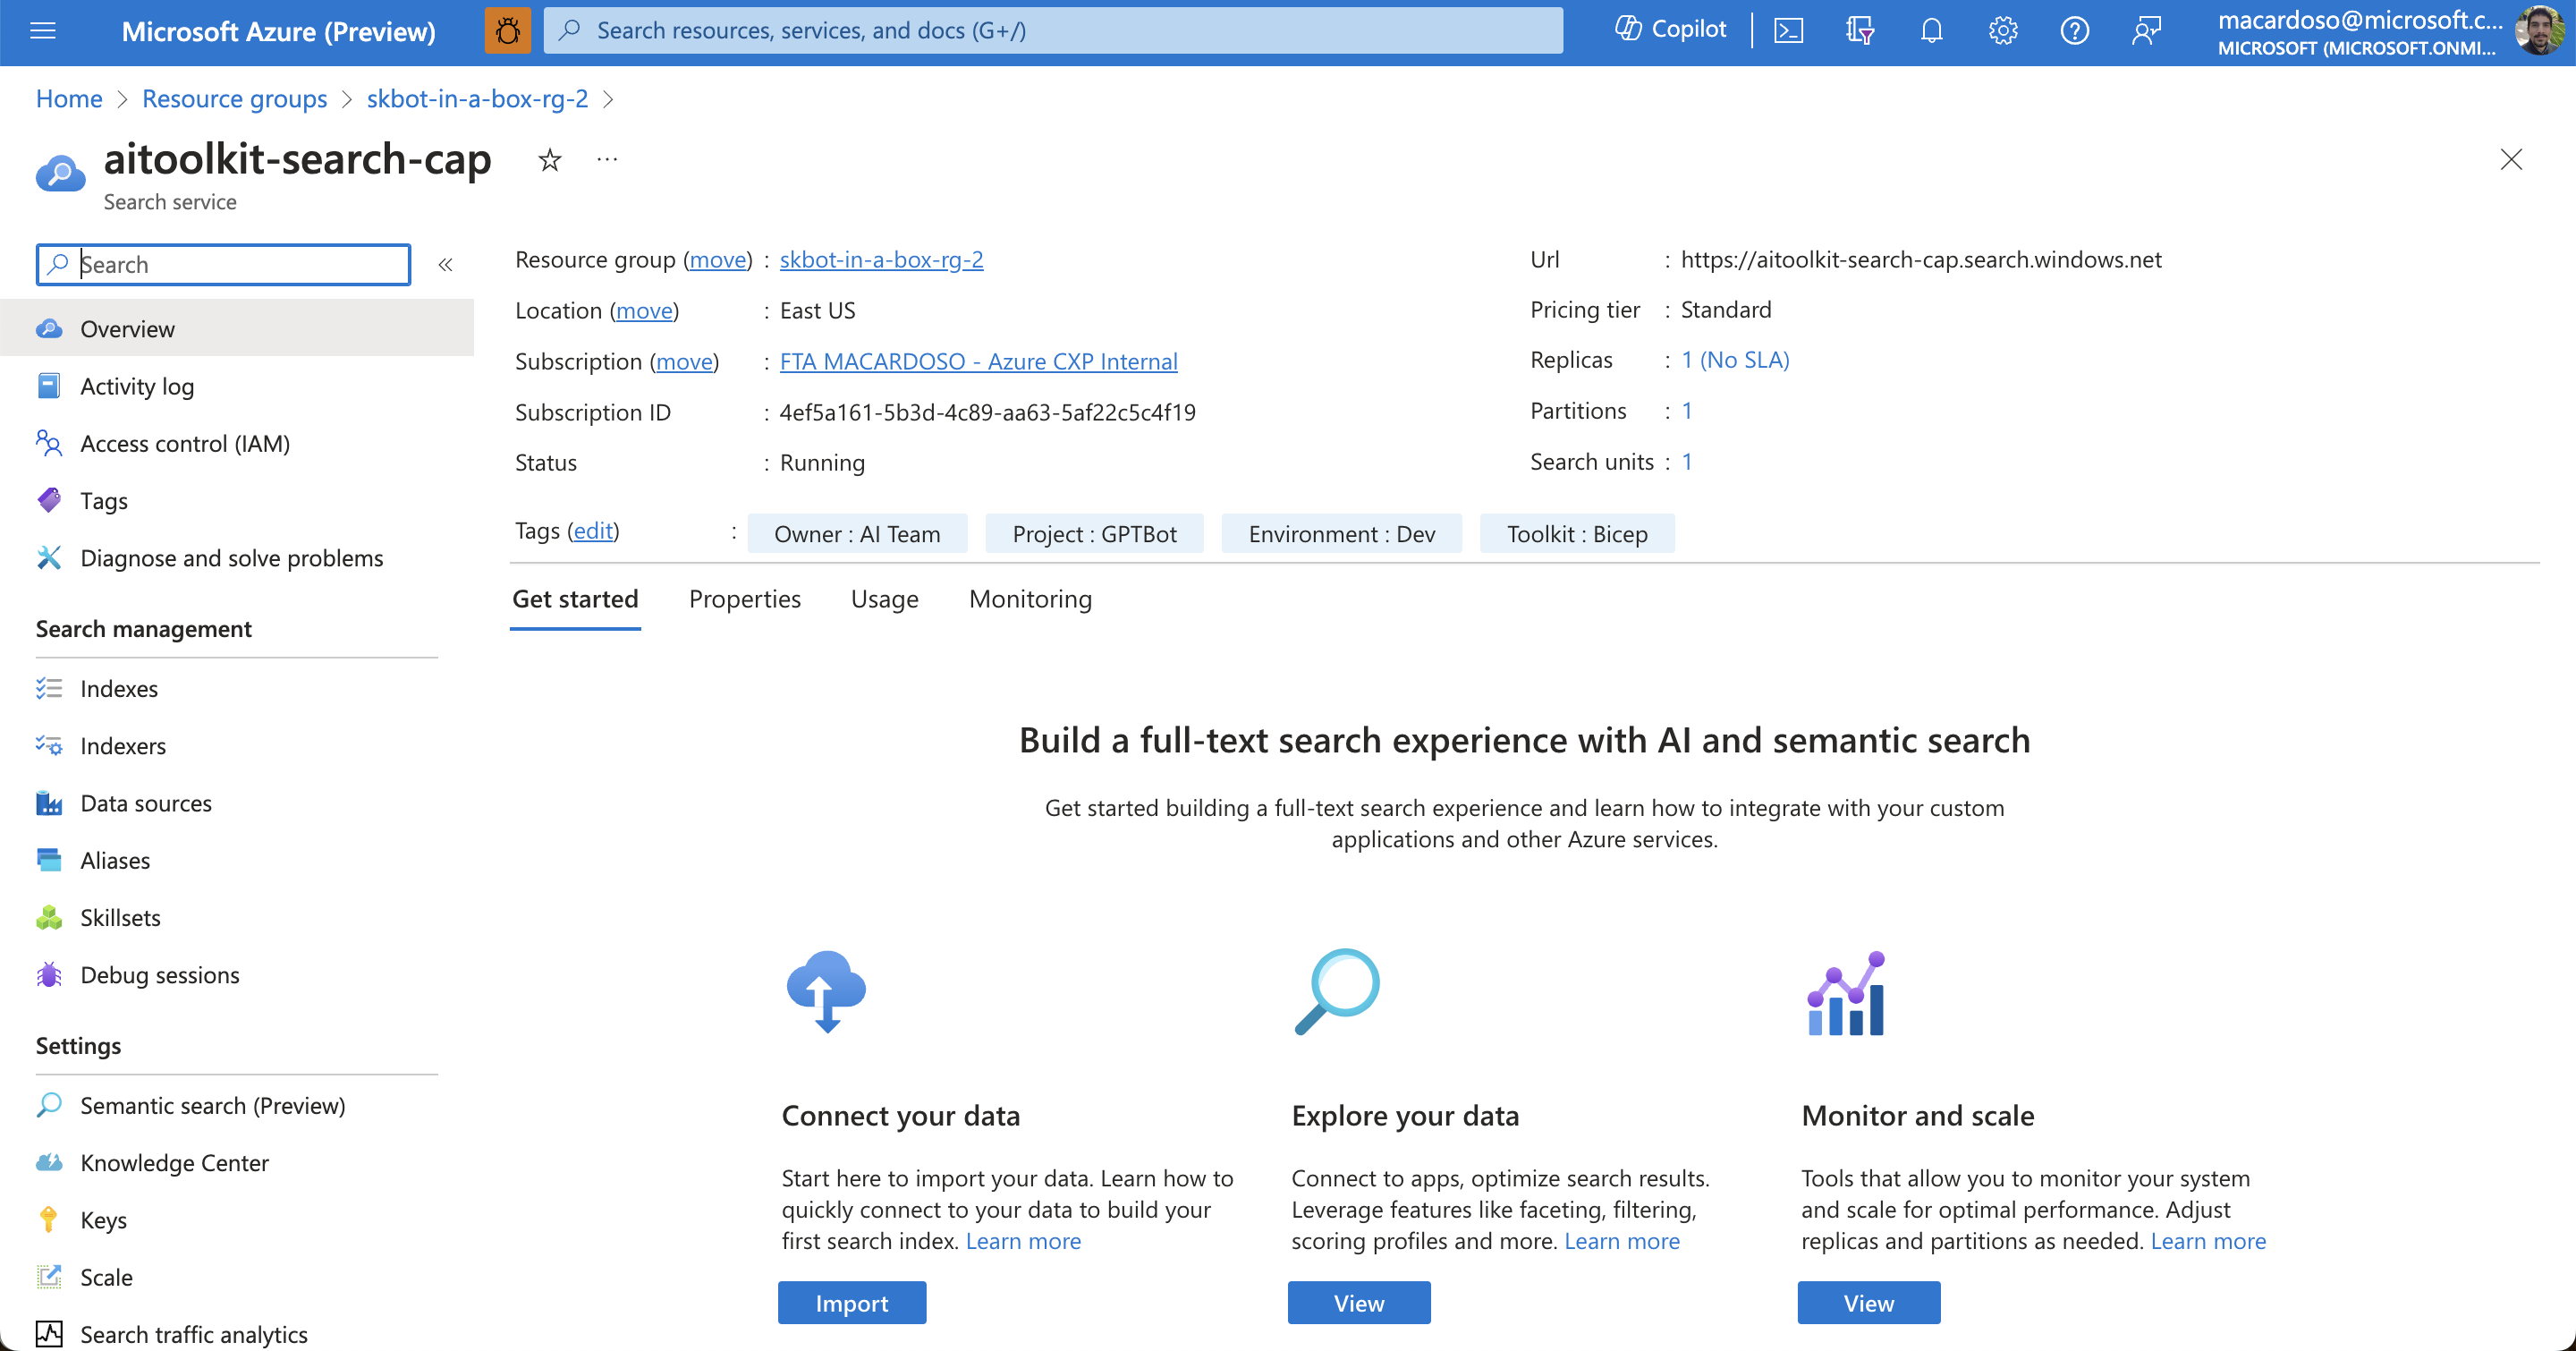 Microsoft Azure (Preview)
Search resources, services, and docs (G+/)
Copilot
macardoso@microsoft.c...
MICROSOFT (MICROSOFT.ONMI...
Home > Resource groups > skbot-in-a-box-rg-2 >
aitoolkit-search-cap
Search service
Search
Overview
Activity log
Access control (IAM)
Tags
Diagnose and solve problems
Search management
Indexes
Indexers
Data sources
Aliases
Skillsets
Debug sessions
Settings
Semantic search (Preview)
Knowledge Center
Keys
Scale
Search traffic analytics
Resource group (move) : skbot-in-a-box-rg-2
Location (move) : East US
Subscription (move) : FTA MACARDOSO - Azure CXP Internal
Subscription ID : 4ef5a161-5b3d-4c89-aa63-5af22c5c4f19
Status : Running
Url : https://aitoolkit-search-cap.search.windows.net
Pricing tier : Standard
Replicas : 1 (No SLA)
Partitions : 1
Search units : 1
Tags (edit) : Owner : AI Team Project : GPTBot Environment : Dev Toolkit : Bicep
Get started Properties Usage Monitoring
Build a full-text search experience with AI and semantic search
Get started building a full-text search experience and learn how to integrate with your custom
applications and other Azure services.
Connect your data
Start here to import your data. Learn how to
quickly connect to your data to build your
first search index. Learn more
Import
Explore your data
Connect to apps, optimize search results.
Leverage features like faceting, filtering,
scoring profiles and more. Learn more
View
Monitor and scale
Tools that allow you to monitor your system
and scale for optimal performance. Adjust
replicas and partitions as needed. Learn more
View